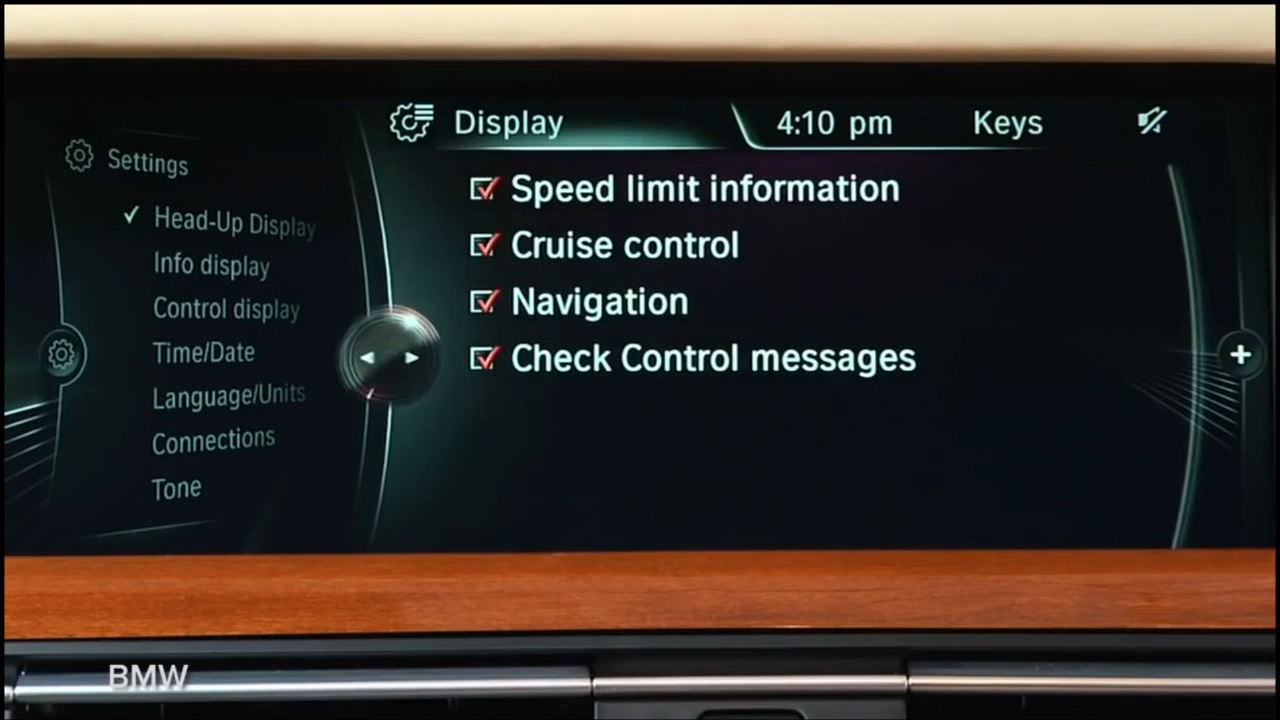 Display
4:10 pm
Keys
Settings
Head-Up Display
Info display
Control display
Time/Date
Language/Units
Connections
Tone
Speed limit information
Cruise control
Navigation
Check Control messages
BMW